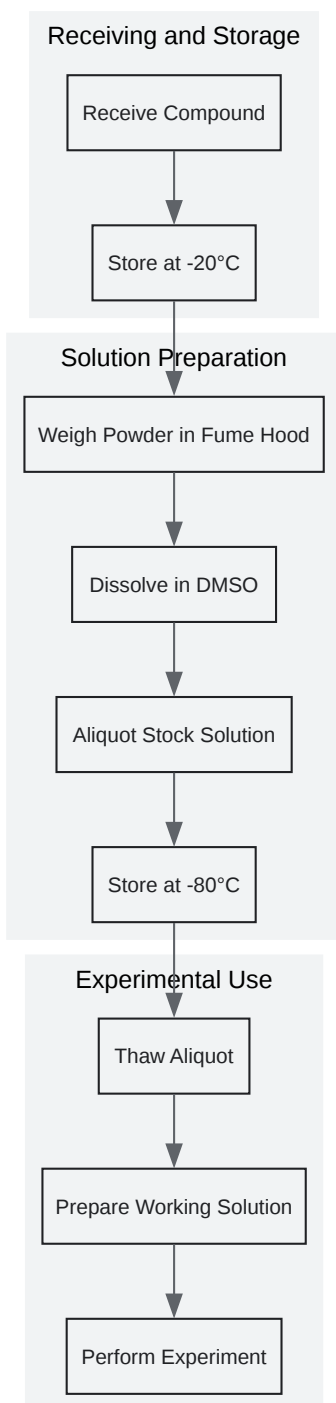 Receiving and Storage
Receive Compound
Store at -20°C
Solution Preparation
Weigh Powder in Fume Hood
Dissolve in DMSO
Aliquot Stock Solution
Store at -80°C
Experimental Use
Thaw Aliquot
Prepare Working Solution
Perform Experiment